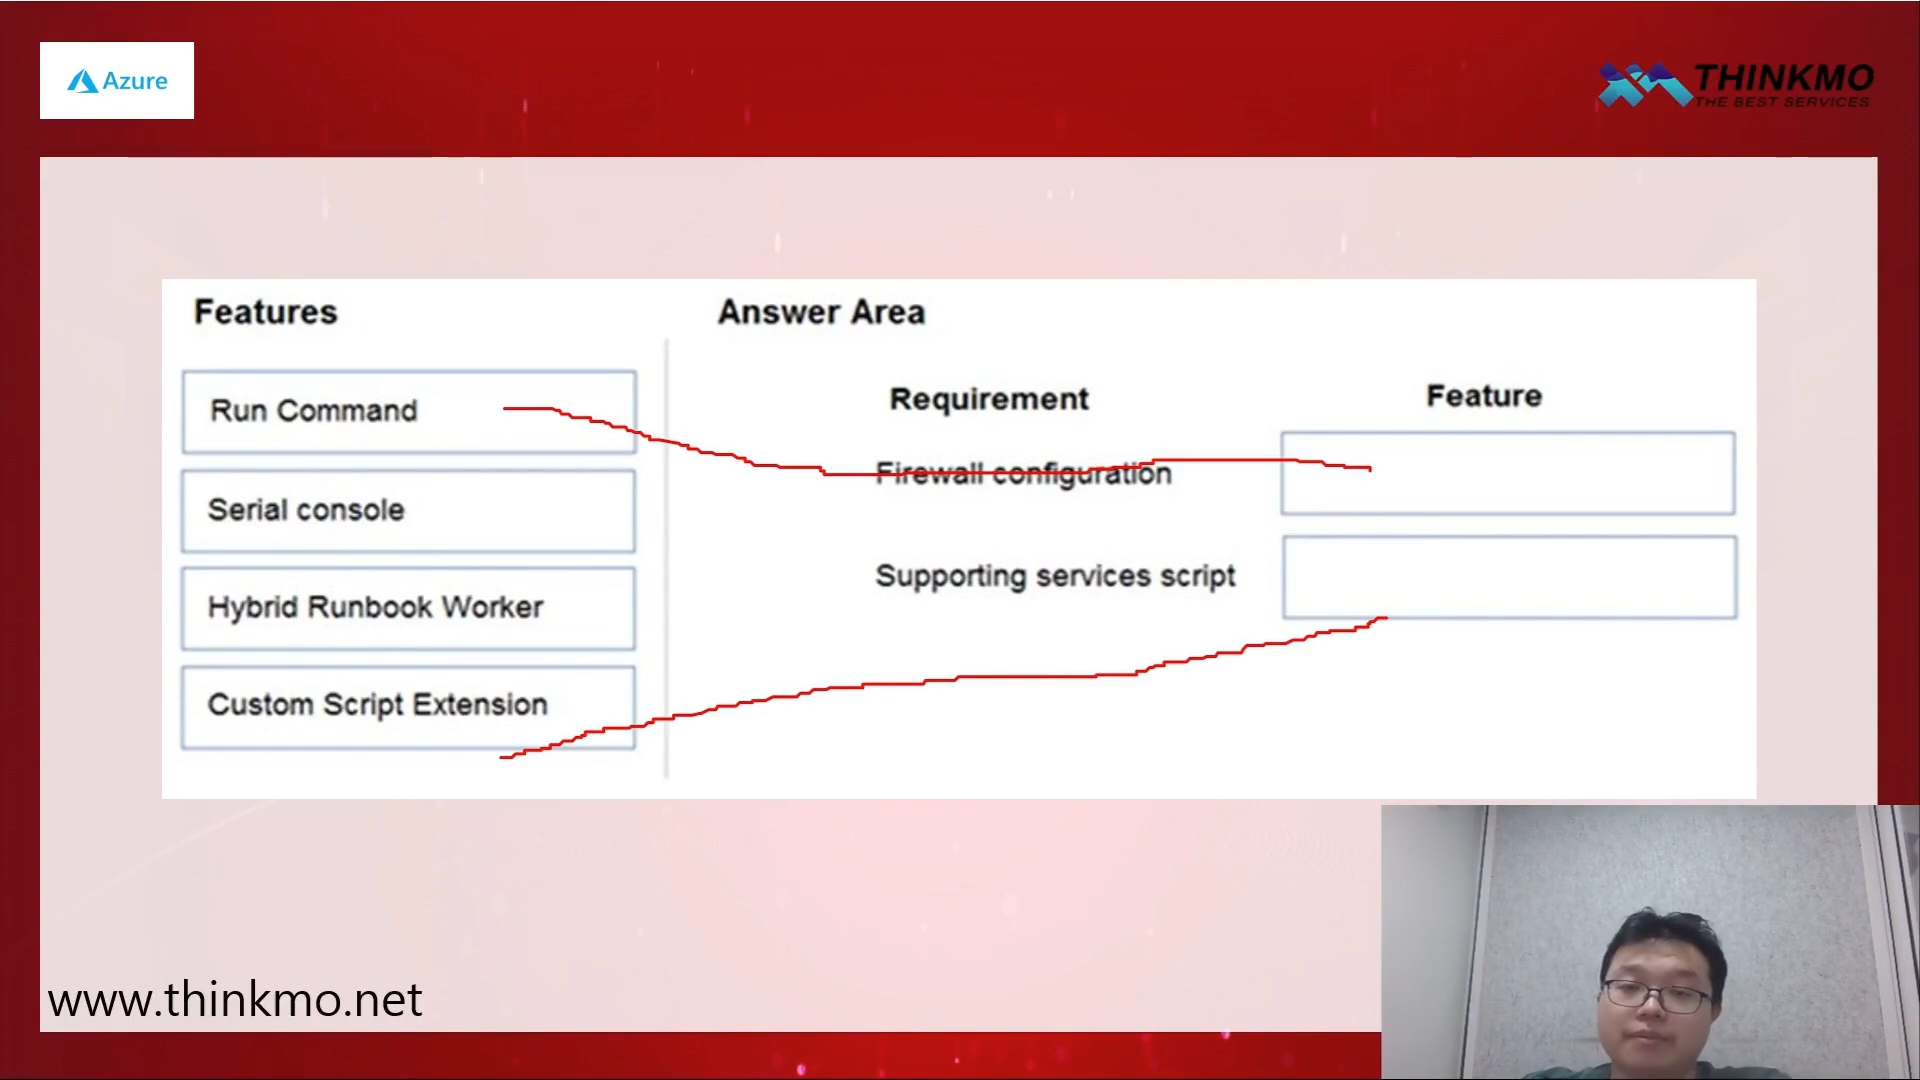 Azure
THINKMO
THE BEST SERVICES
Features
Answer Area
Run Command
Requirement
Feature
Firewall configuration
Serial console
Supporting services script
Hybrid Runbook Worker
Custom Script Extension
www.thinkmo.net